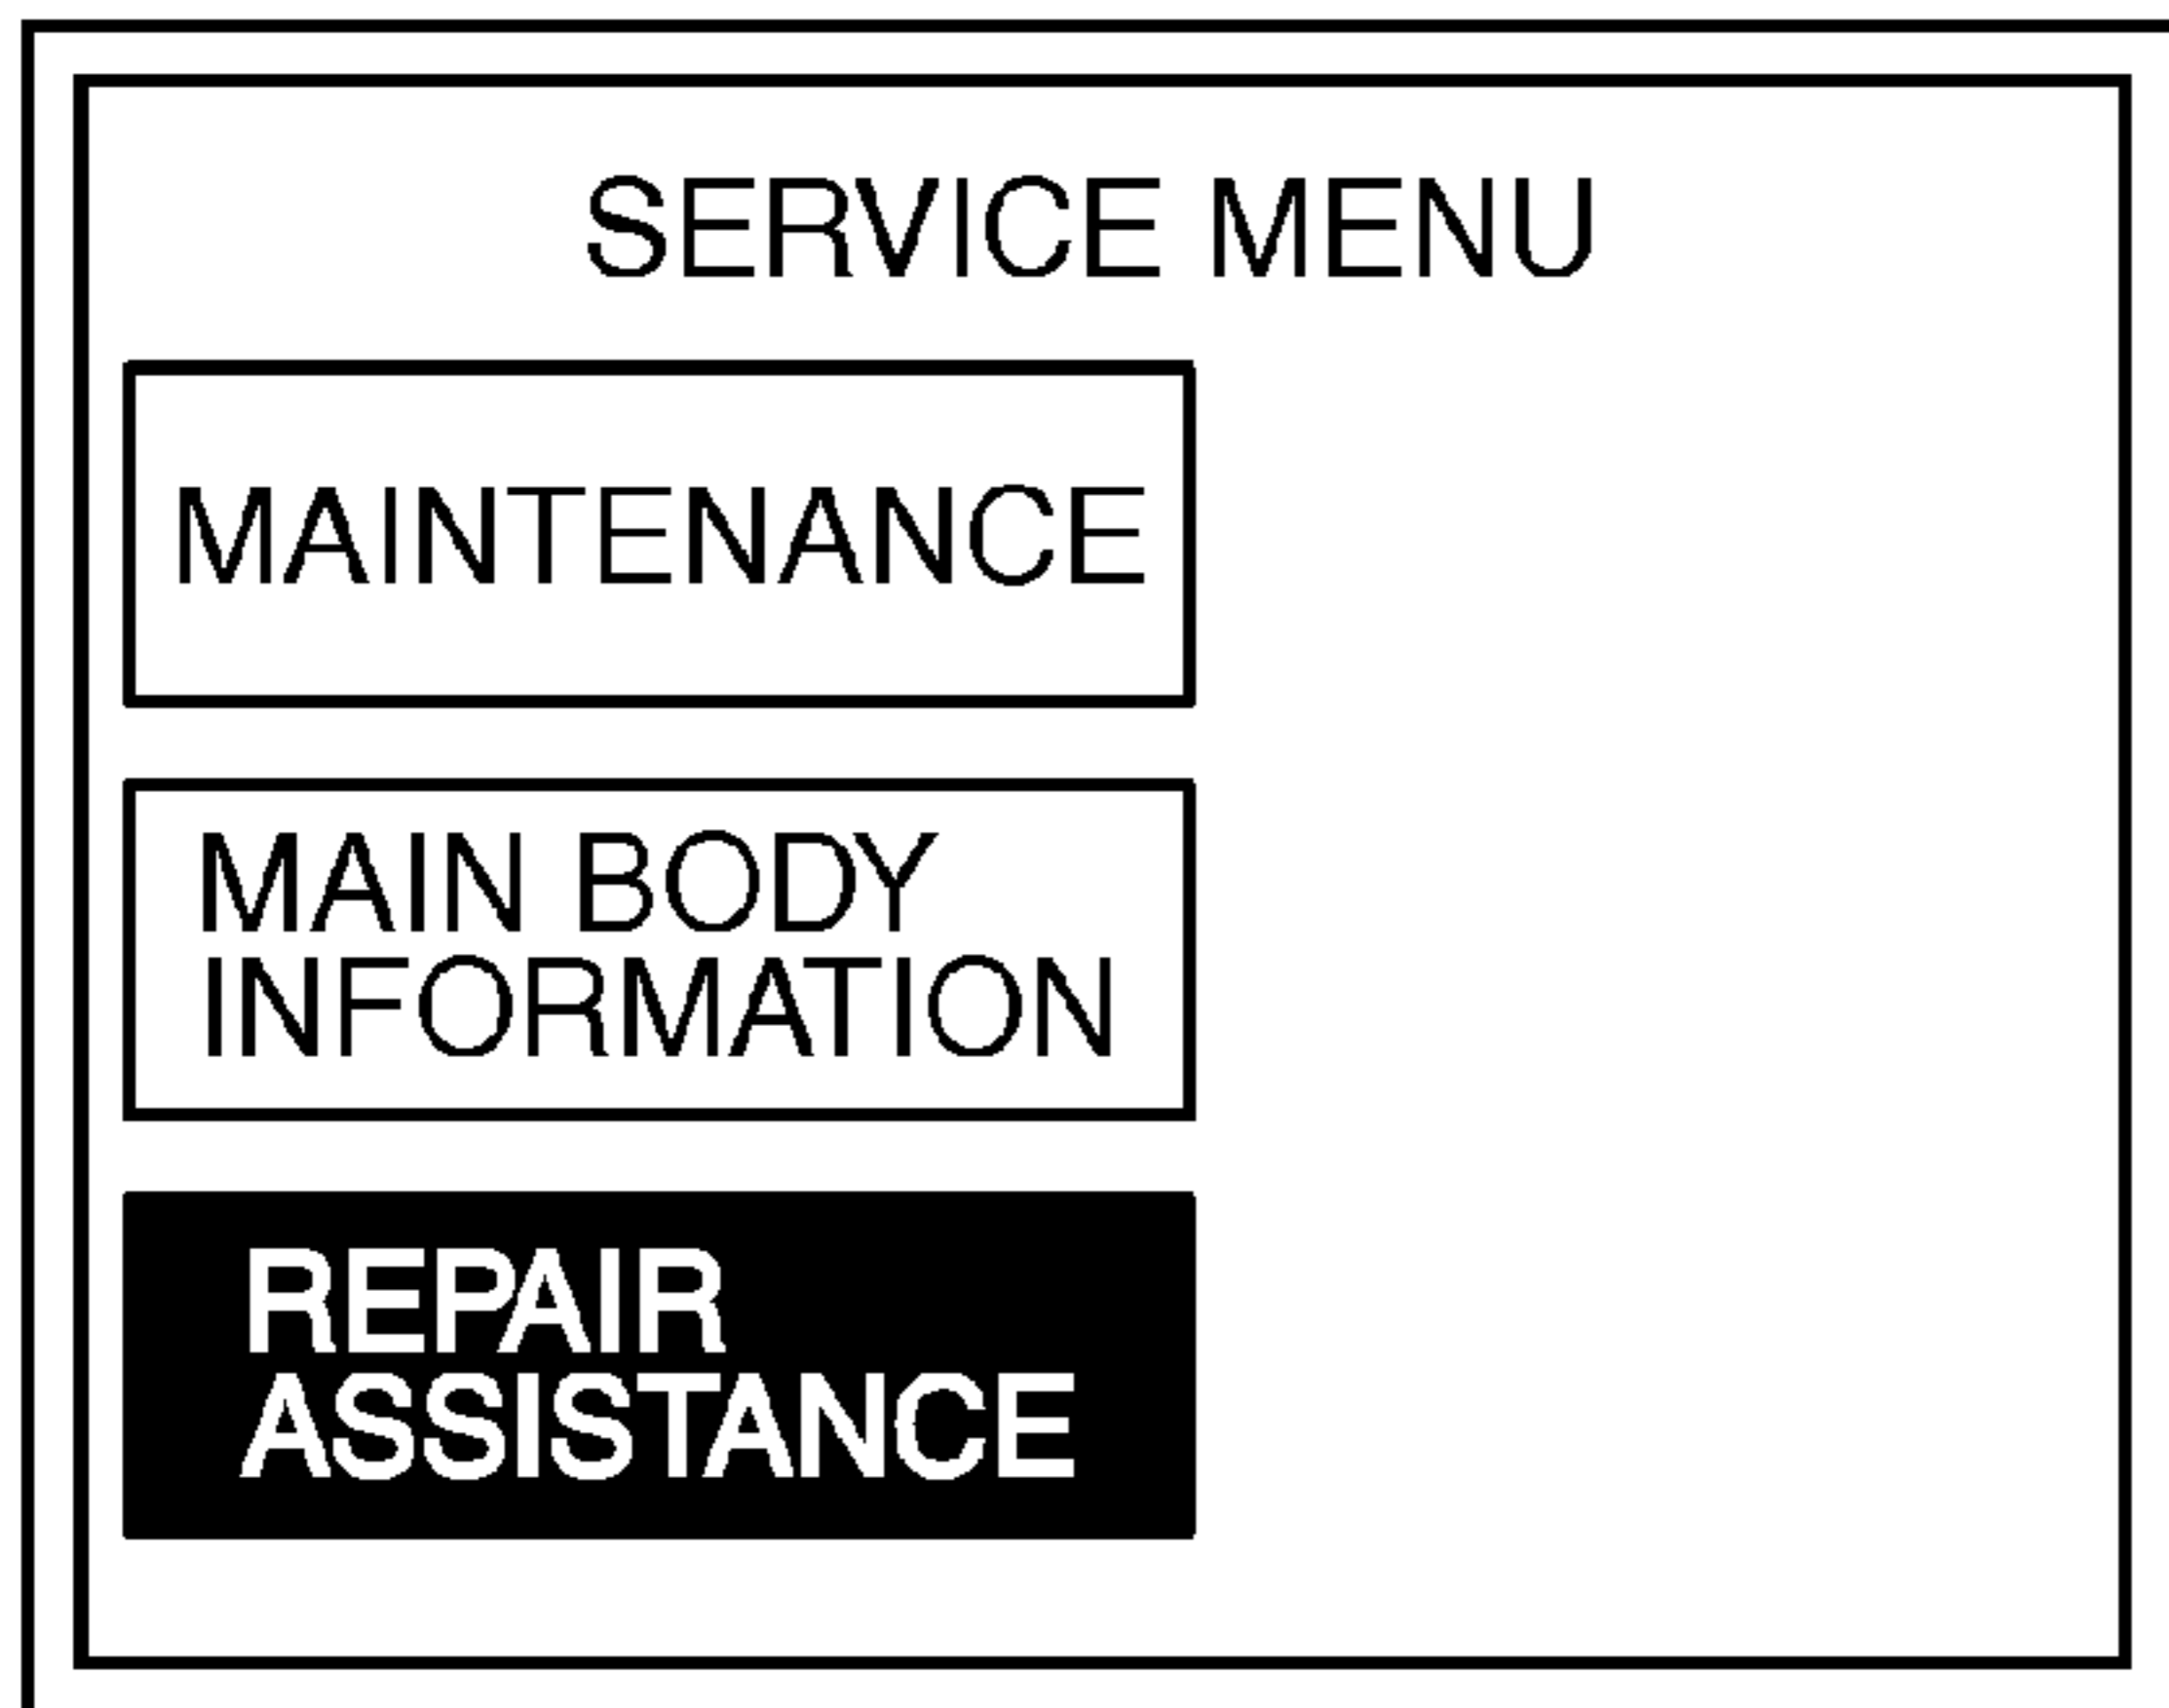 SERVICE MENU
MAINTENANCE
MAIN BODY
INFORMATION
REPAIR
ASSISTANCE